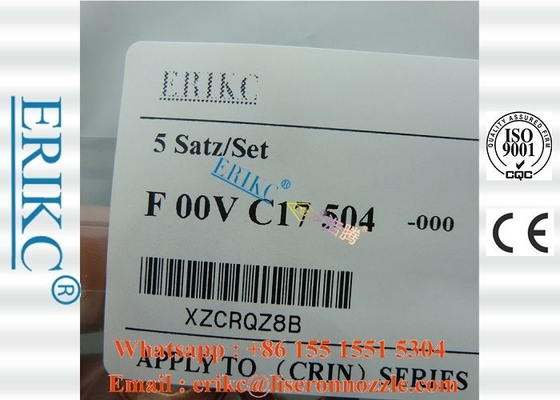 ERIKC®
ERIKC
5 Satz/Set
ERIKC®
F 00V C17 504 -000
XZCRQZ8B
Whatsapp : +86 155 1551 5304
APPLY TO (CRIN) SERIES
Email : erikc@liseronnozzle.com
QUALITY ASSURED FIRM
ISO
9001
CQC
CE